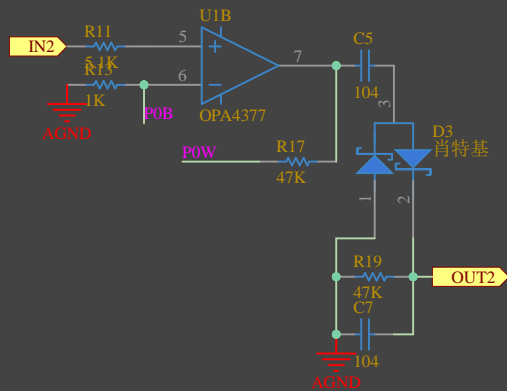 U1B
R11
IN2
5
7
C5
5.1K
R13
6
1K
P0B
OPA4377
104
3
AGND
D3
P0W
R17
肖特基
47K
1
2
R19
OUT2
47K
C7
104
AGND